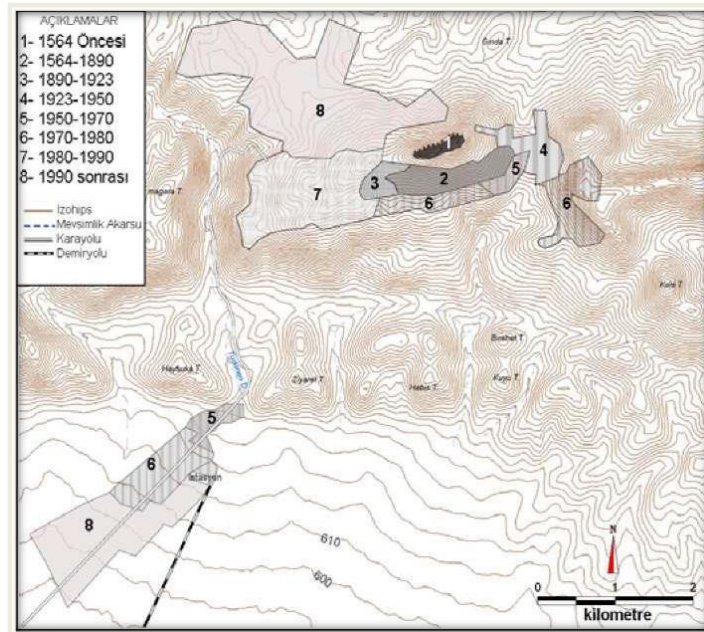 AÇIKLAMALAR
1- 1564 Öncesi
2- 1564-1890
3- 1890-1923
4- 1923-1950
5- 1950-1970
6- 1970-1980
7- 1980-1990
8- 1990 sonrası
İzohips
Mevsimlik Akarsu
Karayolu
Demiryolu
8
1
4
2
5
3
7
6
6
Kale T.
Ziyaret T.
Habis T.
Kuyu T.
5
6
İstasyon
8
610
600
N
0 1 2
kilometre